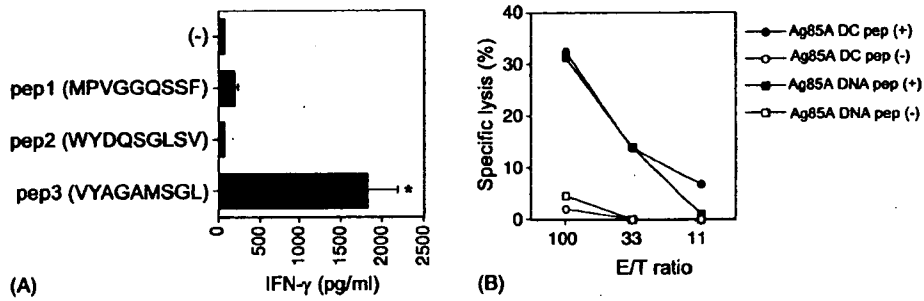 (-)
pep1 (MPVGGQSSF)
pep2 (WYDQSGLSV)
pep3 (VYAGAMSGL)
*
0
500
1000
1500
2000
2500
(A)
IFN-γ (pg/ml)
Specific lysis (%)
40
30
20
10
0
100
33
11
E/T ratio
(B)
Ag85A DC pep (+)
Ag85A DC pep (-)
Ag85A DNA pep (+)
Ag85A DNA pep (-)